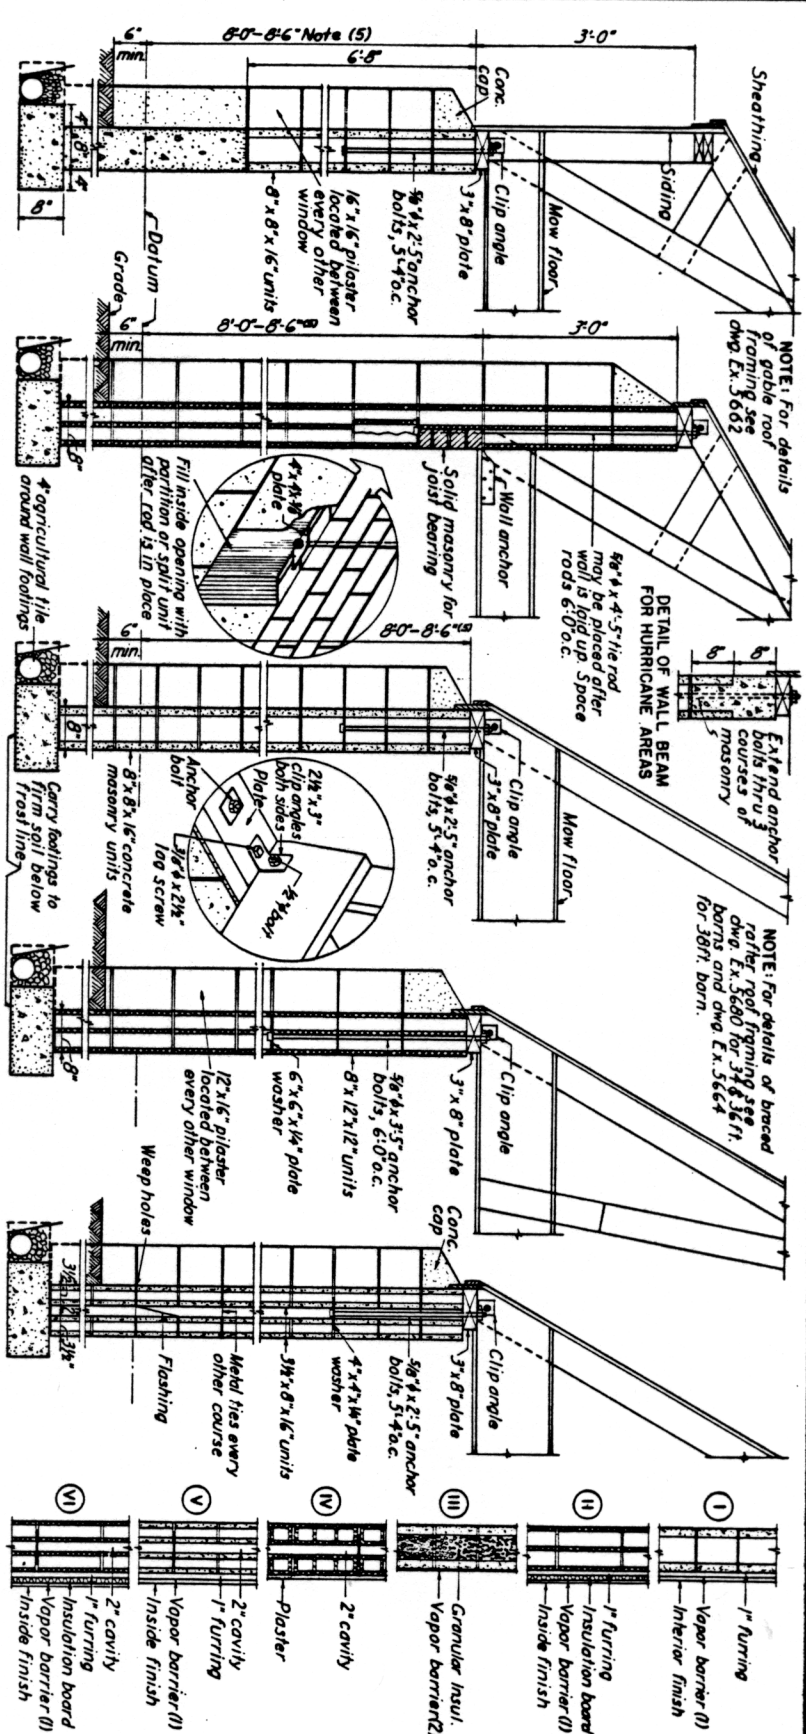 Sheathing
3'-0"
8'-0"–8'-6" Note (5)
6'-8"
6"
min.
Conc.
cap
Siding
Mow floor
Clip angle
3"x8" plate
5/8"φ x 2'-5" anchor
bolts, 5'-4" o.c.
16"x16" pilaster
located between
every other
window
8"x8"x16" units
4"
8"
4"
8"
Datum
Grade
NOTE: For details
of gable roof
framing see
dwg. Ex. 5662
3'-0"
8'-0"–8'-6"(5)
6"
min.
Wall anchor
Solid masonry for
joist bearing
5/8"φ x 4'-5" tie rod
may be placed after
wall is laid up. Space
rods 6'-0" o.c.
plate
Fill inside opening with
partition or split unit
after rod is in place
8"
4" agricultural tile
around wall footings
DETAIL OF WALL BEAM
FOR HURRICANE AREAS
8"
8"
Extend anchor
bolts thru 3
courses of
masonry
8'-0"–8'-6"(5)
6"
min.
Mow floor
Clip angle
3"x8" plate
5/8"φ x 2'-5" anchor
bolts, 5'-4" o.c.
2½"x3"
clip angles
both sides
Plate
Anchor
bolt
bolt
3/8"φ x 2½"
lag screw
8"x8"x16" concrete
masonry units
8"
Carry footings to
firm soil below
frost line
NOTE: For details of braced
rafter roof framing see
dwg. Ex. 5680 for 34 & 36 ft.
barns and dwg. Ex. 5664
for 38 ft. barn.
Clip angle
3"x8" plate
5/8"φ x 3'-5" anchor
bolts, 6'-0" o.c.
8"x12"x12" units
6"x6"x¼" plate
washer
12"x16" pilaster
located between
every other window
8"
Conc.
cap
Clip angle
3"x8" plate
5/8"φ x 2'-5" anchor
bolts, 5'-4" o.c.
4"x4"x¼" plate
washer
3½"x8"x16" units
Metal ties every
other course
Flashing
Weep holes
3½"
3½"
I
1" furring
Vapor barrier (1)
Interior finish
II
1" furring
Insulation board
Vapor barrier (1)
Inside finish
III
Granular Insul.
Vapor barrier (2)
IV
2" cavity
Plaster
V
2" cavity
1" furring
Vapor barrier (1)
Inside finish
VI
2" cavity
1" furring
Insulation board
Vapor barrier (1)
Inside finish